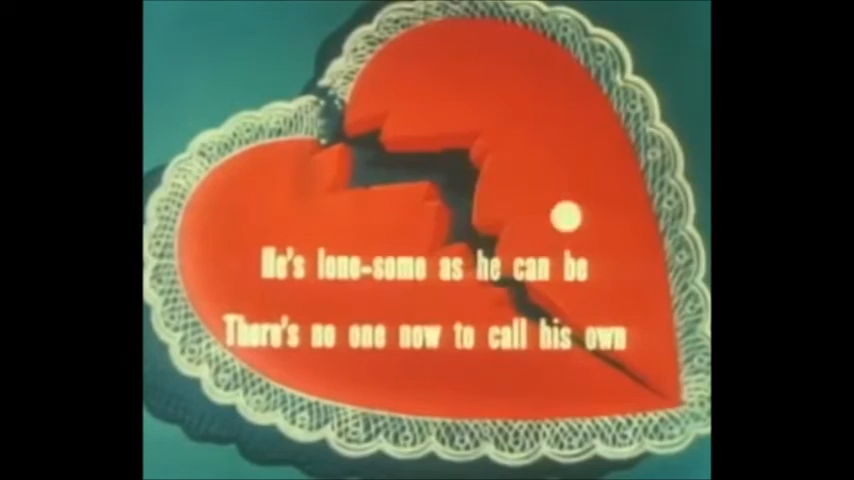 He's lone-some as he can be
There's no one now to call his own